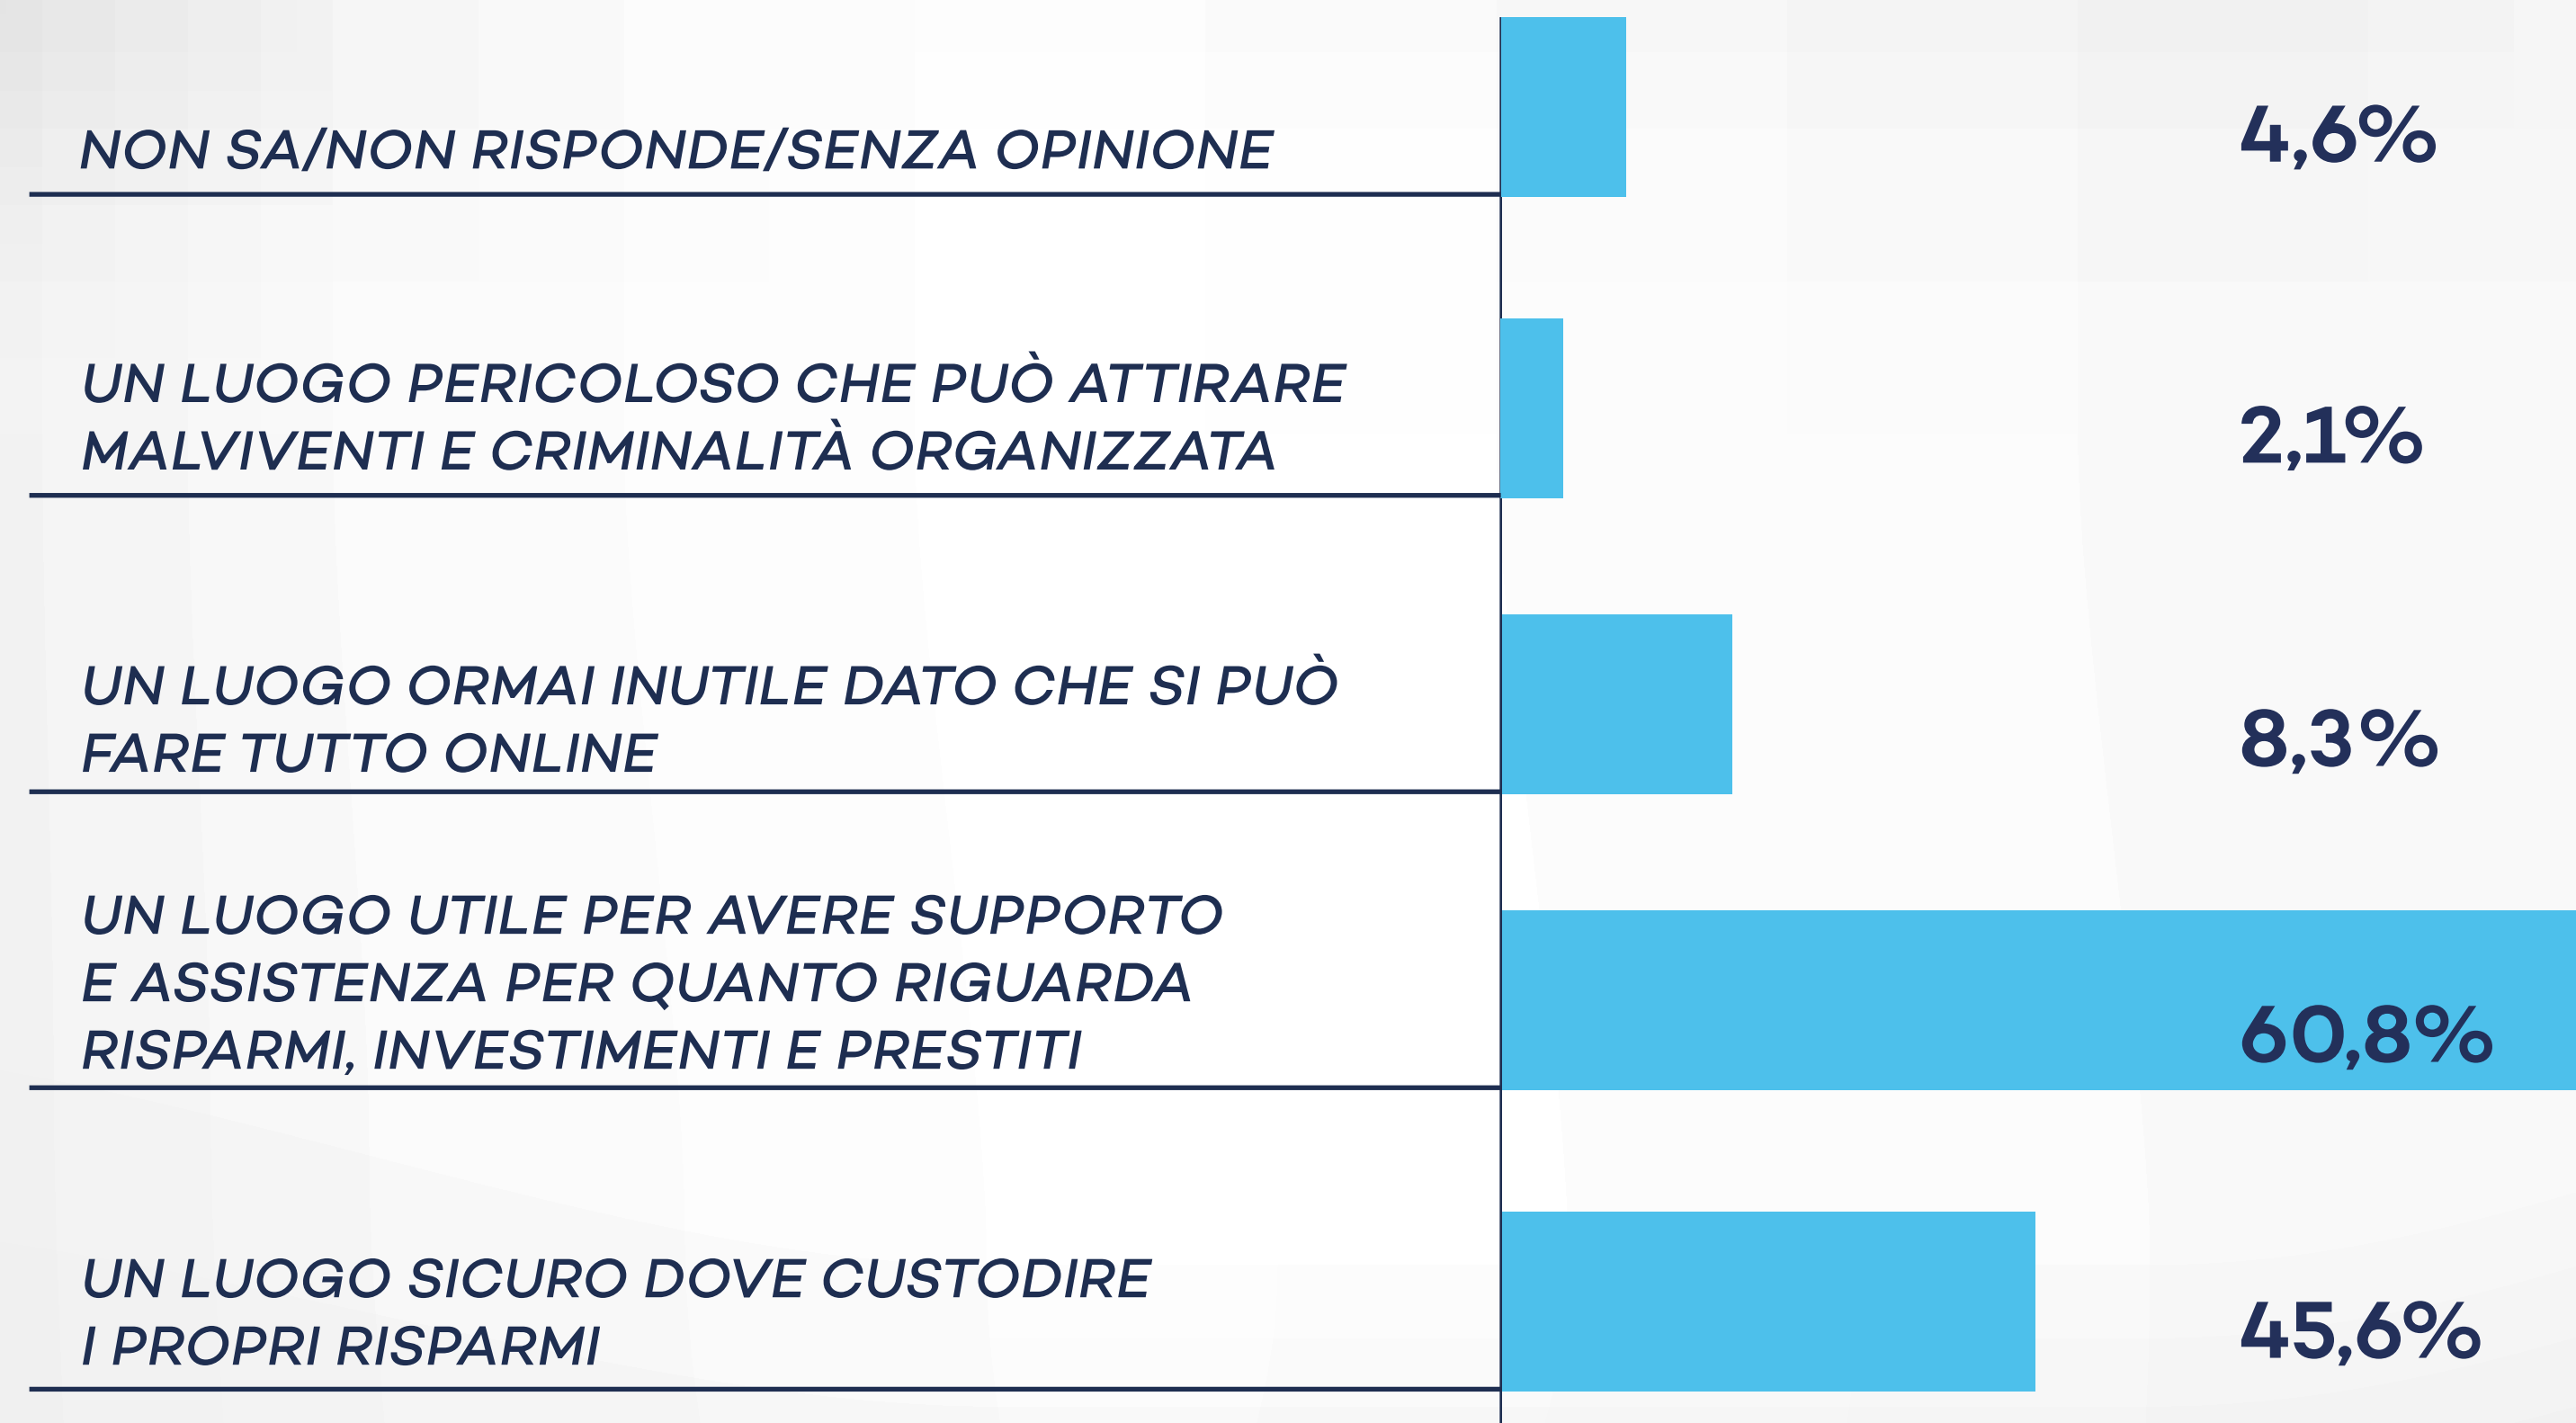 NON SA/NON RISPONDE/SENZA OPINIONE
4,6%
UN LUOGO PERICOLOSO CHE PUÒ ATTIRARE
MALVIVENTI E CRIMINALITÀ ORGANIZZATA
2,1%
UN LUOGO ORMAI INUTILE DATO CHE SI PUÒ
FARE TUTTO ONLINE
8,3%
UN LUOGO UTILE PER AVERE SUPPORTO
E ASSISTENZA PER QUANTO RIGUARDA
RISPARMI, INVESTIMENTI E PRESTITI
60,8%
UN LUOGO SICURO DOVE CUSTODIRE
I PROPRI RISPARMI
45,6%